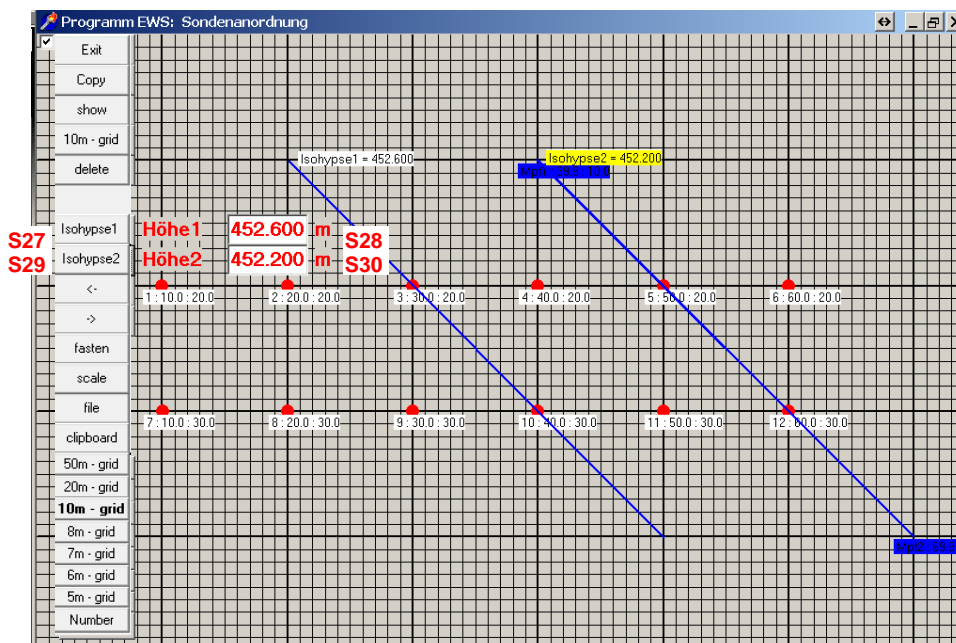 Programm EWS: Sondenanordnung
Exit
Copy
show
10m - grid
delete
Isohypse1 = 452.600
Isohypse2 = 452.200
S27 Isohypse1 Höhe1 452.600 m S28
S29 Isohypse2 Höhe2 452.200 m S30
<-
1 : 10.0 : 20.0 2 : 20.0 : 20.0 3 : 30.0 : 20.0 4 : 40.0 : 20.0 5 : 50.0 : 20.0 6 : 60.0 : 20.0
->
fasten
scale
file
7 : 10.0 : 30.0 8 : 20.0 : 30.0 9 : 30.0 : 30.0 10 : 40.0 : 30.0 11 : 50.0 : 30.0 12 : 60.0 : 30.0
clipboard
50m - grid
20m - grid
10m - grid
8m - grid
Mpt2
7m - grid
6m - grid
5m - grid
Number